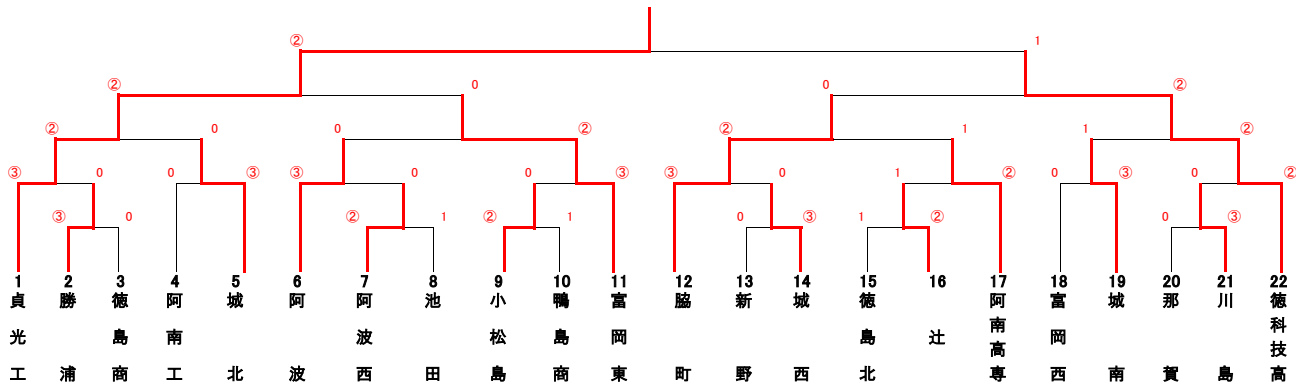 ② 1
② 0 0 ②
② 0 0 ② ② 1 1 ②
③ 0 0 ③ ③ 0 0 ③ ③ 0 1 ② 0 ③ 0 ②
③ 0 ② 1 ② 1 0 ③ 1 ② 0 ③
1 2 3 4 5 6 7 8 9 10 11 12 13 14 15 16 17 18 19 20 21 22
貞光工
勝浦
徳島商
阿南工
城北
阿波
阿波西
池田
小松島
鴨島商
富岡東
脇町
新野
城西
徳島北
辻
阿南高専
富岡西
城南
那賀
川島
徳科技高